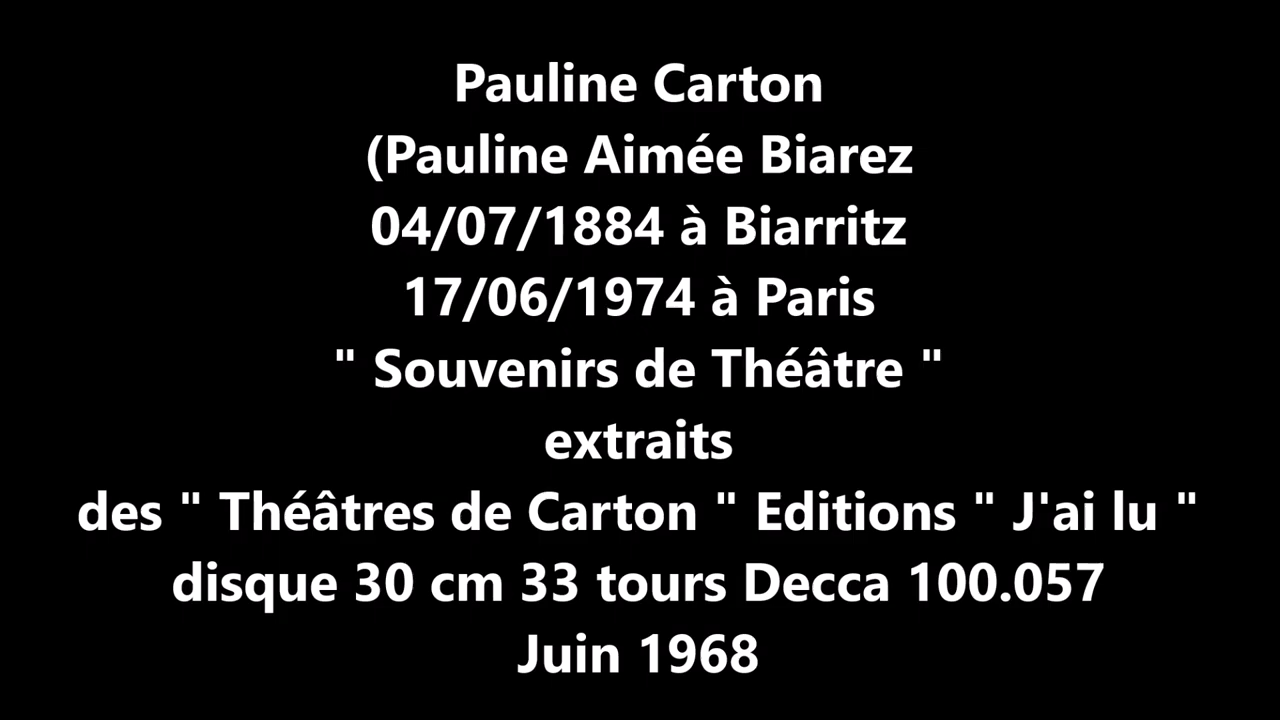 Pauline Carton
(Pauline Aimée Biarez
04/07/1884 à Biarritz
17/06/1974 à Paris
" Souvenirs de Théâtre "
extraits
des " Théâtres de Carton " Editions " J'ai lu "
disque 30 cm 33 tours Decca 100.057
Juin 1968